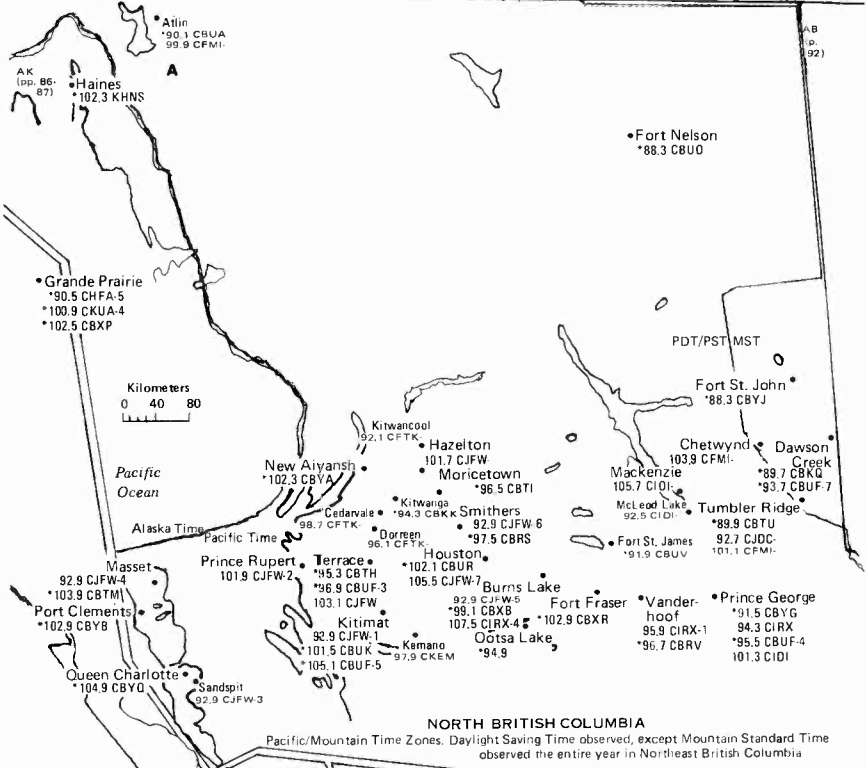 Atlin
*90.1 CBUA
99.9 CFMI-
A
AK
(pp. 86-
87)
Haines
*102.3 KHNS
AB
(p.
92)
Fort Nelson
*88.3 CBUO
Grande Prairie
*90.5 CHFA-5
*100.9 CKUA-4
*102.5 CBXP
Kilometers
0 40 80
PDT/PST MST
Fort St. John
*88.3 CBYJ
Kitwancool
92.1 CFTK-
Hazelton
101.7 CJFW-
New Aiyansh
*102.3 CBYA
Moricetown
*96.5 CBTI
Chetwynd
103.9 CFMI-
Dawson
Creek
*89.7 CBKQ
*93.7 CBUF-7
Mackenzie
105.7 CIOI-
Pacific
Ocean
Kitwanga
*94.3 CBKK
Cedarvale
98.7 CFTK-
Smithers
92.9 CJFW-6
*97.5 CBRS
McLeod Lake
92.5 CIDI-
Tumbler Ridge
*89.9 CBTU
92.7 CJDC-
101.1 CFMI-
Alaska Time
Pacific Time
Dorreen
96.1 CFTK-
Fort St. James
*91.9 CBUV
Masset
92.9 CJFW-4
*103.9 CBTM
Prince Rupert
101.9 CJFW-2
Terrace
*95.3 CBTH
*96.9 CBUF-3
103.1 CJFW
Houston
*102.1 CBUR
105.5 CJFW-7
Burns Lake
92.9 CJFW-5
*99.1 CBXB
107.5 CIRX-4
Port Clements
*102.9 CBYB
Kitimat
92.9 CJFW-1
*101.5 CBUK
*105.1 CBUF-5
Fort Fraser
*102.9 CBXR
Vander-
hoof
95.9 CIRX-1
*96.7 CBRV
Prince George
*91.5 CBYG
94.3 CIRX
*95.5 CBUF-4
101.3 CIDI
Kemano
97.9 CKEM
Ootsa Lake
*94.9
Queen Charlotte
*104.9 CBYQ
Sandspit
92.9 CJFW-3
NORTH BRITISH COLUMBIA
Pacific/Mountain Time Zones. Daylight Saving Time observed, except Mountain Standard Time
observed the entire year in Northeast British Columbia